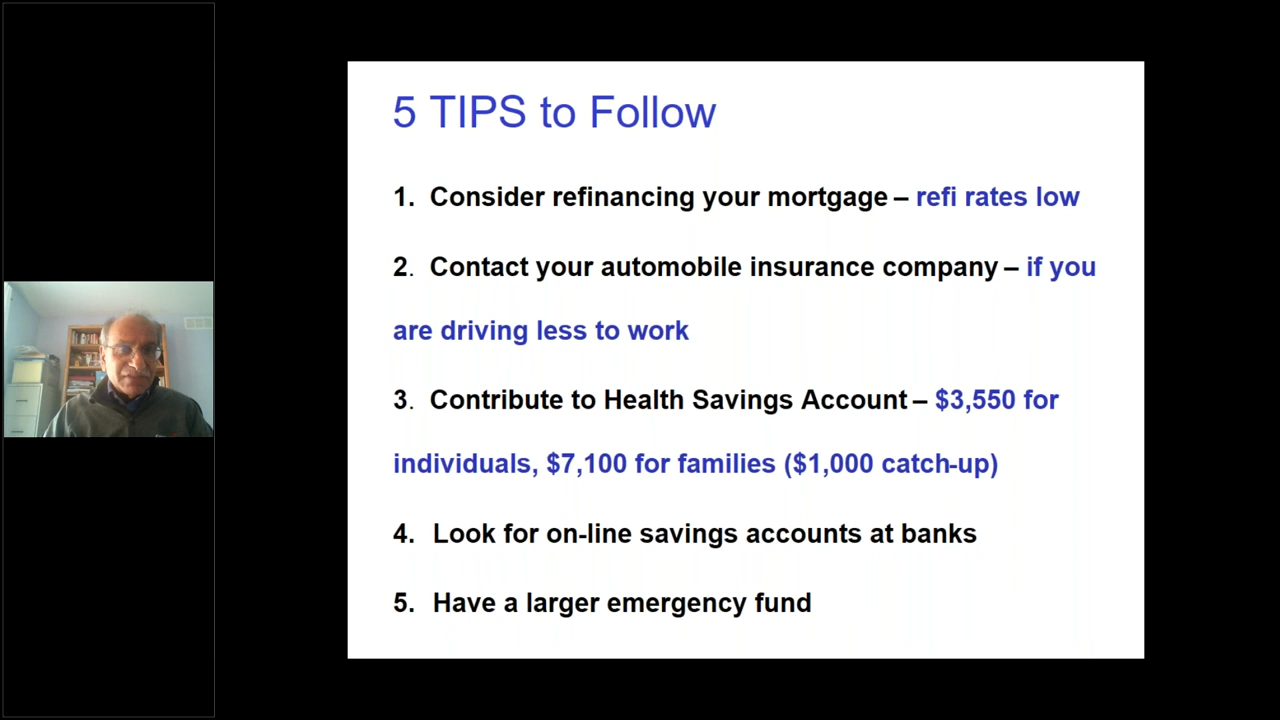 5 TIPS to Follow
1. Consider refinancing your mortgage – refi rates low
2. Contact your automobile insurance company – if you
are driving less to work
3. Contribute to Health Savings Account – $3,550 for
individuals, $7,100 for families ($1,000 catch-up)
4. Look for on-line savings accounts at banks
5. Have a larger emergency fund